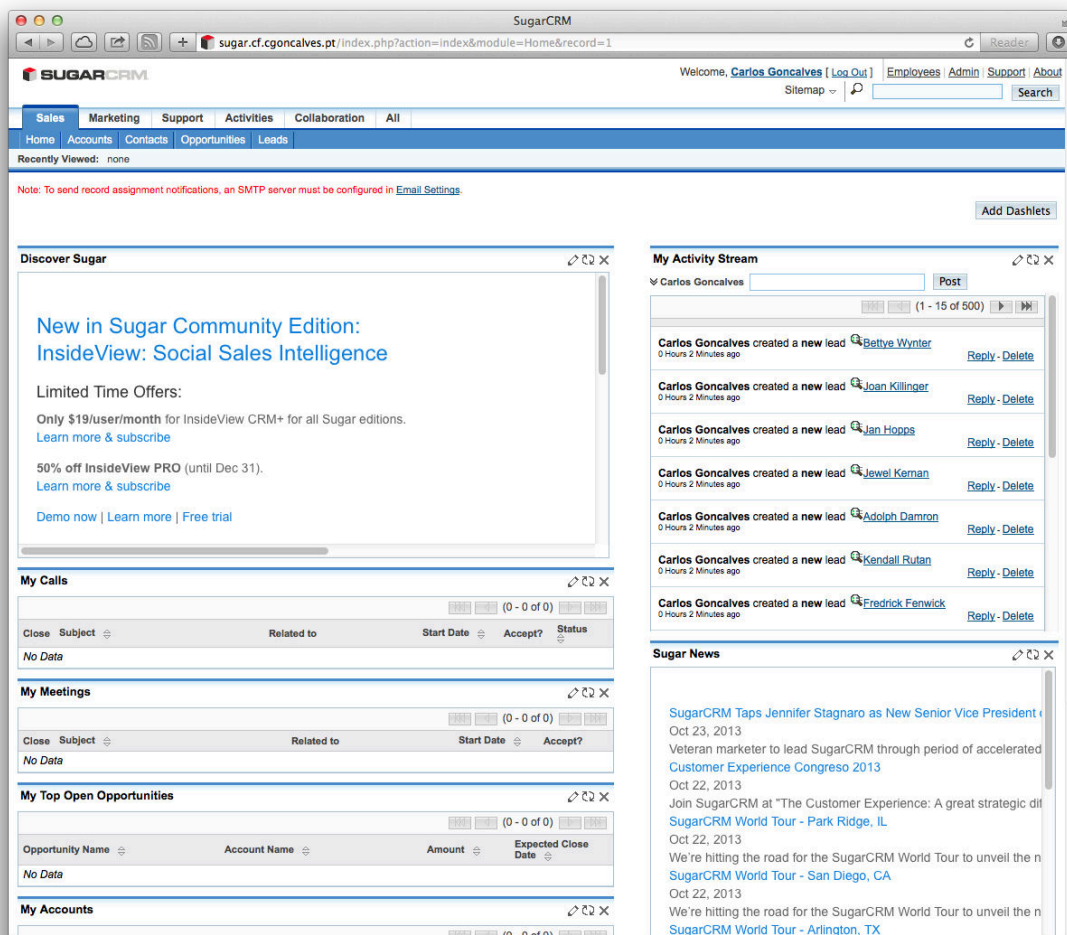 SugarCRM
sugar.cf.cgoncalves.pt/index.php?action=index&module=Home&record=1
Reader
SUGARCRM
Welcome, Carlos Goncalves [ Log Out ] Employees Admin Support About
Sitemap
Search
Sales Marketing Support Activities Collaboration All
Home Accounts Contacts Opportunities Leads
Recently Viewed: none
Note: To send record assignment notifications, an SMTP server must be configured in Email Settings.
Add Dashlets
Discover Sugar
New in Sugar Community Edition:
InsideView: Social Sales Intelligence
Limited Time Offers:
Only $19/user/month for InsideView CRM+ for all Sugar editions.
Learn more & subscribe
50% off InsideView PRO (until Dec 31).
Learn more & subscribe
Demo now | Learn more | Free trial
My Calls
(0 - 0 of 0)
Close Subject Related to Start Date Accept? Status
No Data
My Meetings
(0 - 0 of 0)
Close Subject Related to Start Date Accept?
No Data
My Top Open Opportunities
(0 - 0 of 0)
Opportunity Name Account Name Amount Expected Close
Date
No Data
My Accounts
(0 - 0 of 0)
My Activity Stream
Carlos Goncalves
Post
(1 - 15 of 500)
Carlos Goncalves created a new lead Bettye Wynter
0 Hours 2 Minutes ago
Reply - Delete
Carlos Goncalves created a new lead Joan Killinger
0 Hours 2 Minutes ago
Reply - Delete
Carlos Goncalves created a new lead Jan Hopps
0 Hours 2 Minutes ago
Reply - Delete
Carlos Goncalves created a new lead Jewel Kernan
0 Hours 2 Minutes ago
Reply - Delete
Carlos Goncalves created a new lead Adolph Damron
0 Hours 2 Minutes ago
Reply - Delete
Carlos Goncalves created a new lead Kendall Rutan
0 Hours 2 Minutes ago
Reply - Delete
Carlos Goncalves created a new lead Fredrick Fenwick
0 Hours 2 Minutes ago
Reply - Delete
Sugar News
SugarCRM Taps Jennifer Stagnaro as New Senior Vice President
Oct 23, 2013
Veteran marketer to lead SugarCRM through period of accelerated
Customer Experience Congreso 2013
Oct 22, 2013
Join SugarCRM at "The Customer Experience: A great strategic
SugarCRM World Tour - Park Ridge, IL
Oct 22, 2013
We're hitting the road for the SugarCRM World Tour to unveil the
SugarCRM World Tour - San Diego, CA
Oct 22, 2013
We're hitting the road for the SugarCRM World Tour to unveil the
SugarCRM World Tour - Arlington, TX